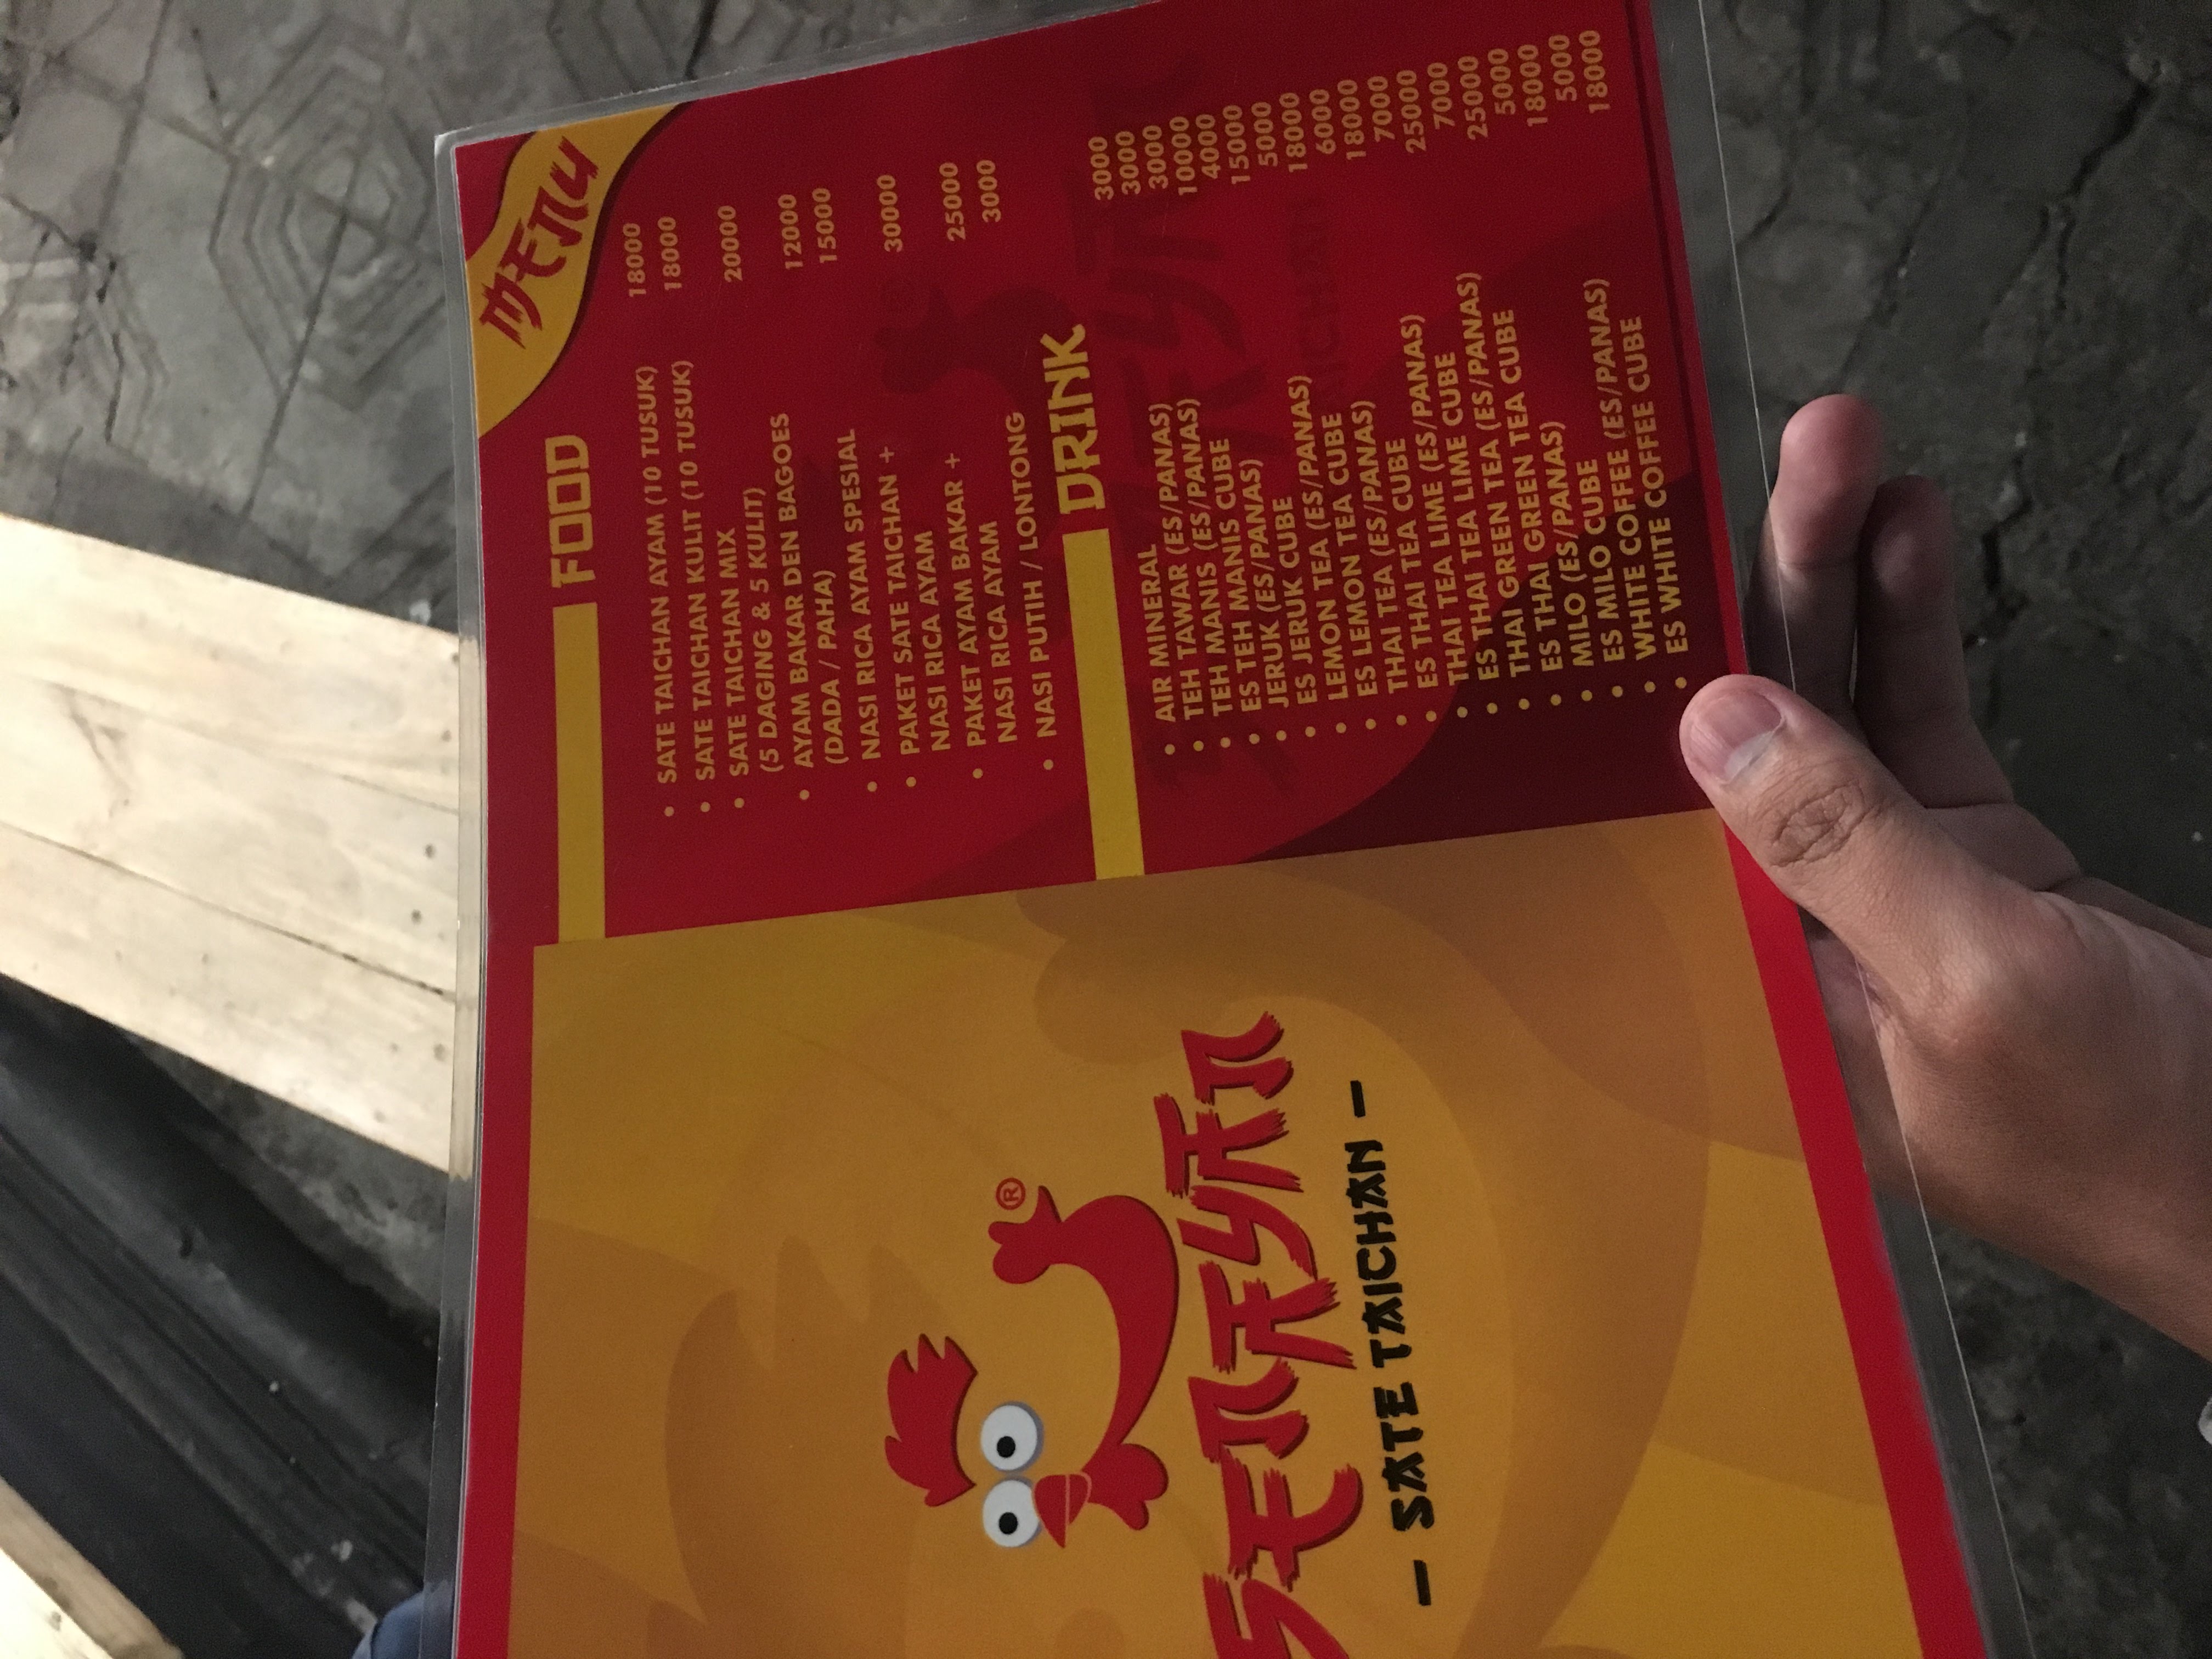 MENU
FOOD
• SATE TAICHAN AYAM (10 TUSUK) 18000
• SATE TAICHAN KULIT (10 TUSUK) 18000
• SATE TAICHAN MIX
(5 DAGING & 5 KULIT) 20000
• AYAM BAKAR DEN BAGOES
(DADA / PAHA) 12000
• NASI RICA AYAM SPESIAL 15000
• PAKET SATE TAICHAN +
NASI RICA AYAM 30000
• PAKET AYAM BAKAR +
NASI RICA AYAM 25000
• NASI PUTIH / LONTONG 3000
DRINK
• AIR MINERAL 3000
• TEH TAWAR (ES/PANAS) 3000
• TEH MANIS (ES/PANAS) 3000
• ES TEH MANIS CUBE 10000
• JERUK (ES/PANAS) 4000
• ES JERUK CUBE 15000
• LEMON TEA (ES/PANAS) 5000
• ES LEMON TEA CUBE 18000
• THAI TEA (ES/PANAS) 6000
• ES THAI TEA CUBE 18000
• THAI TEA LIME (ES/PANAS) 7000
• ES THAI TEA LIME CUBE 25000
• THAI GREEN TEA (ES/PANAS) 7000
• ES THAI GREEN TEA CUBE 25000
• MILO (ES/PANAS) 5000
• ES MILO CUBE 18000
• WHITE COFFEE (ES/PANAS) 5000
• ES WHITE COFFEE CUBE 18000
®
SENAYAN
— SATE TAICHAN —